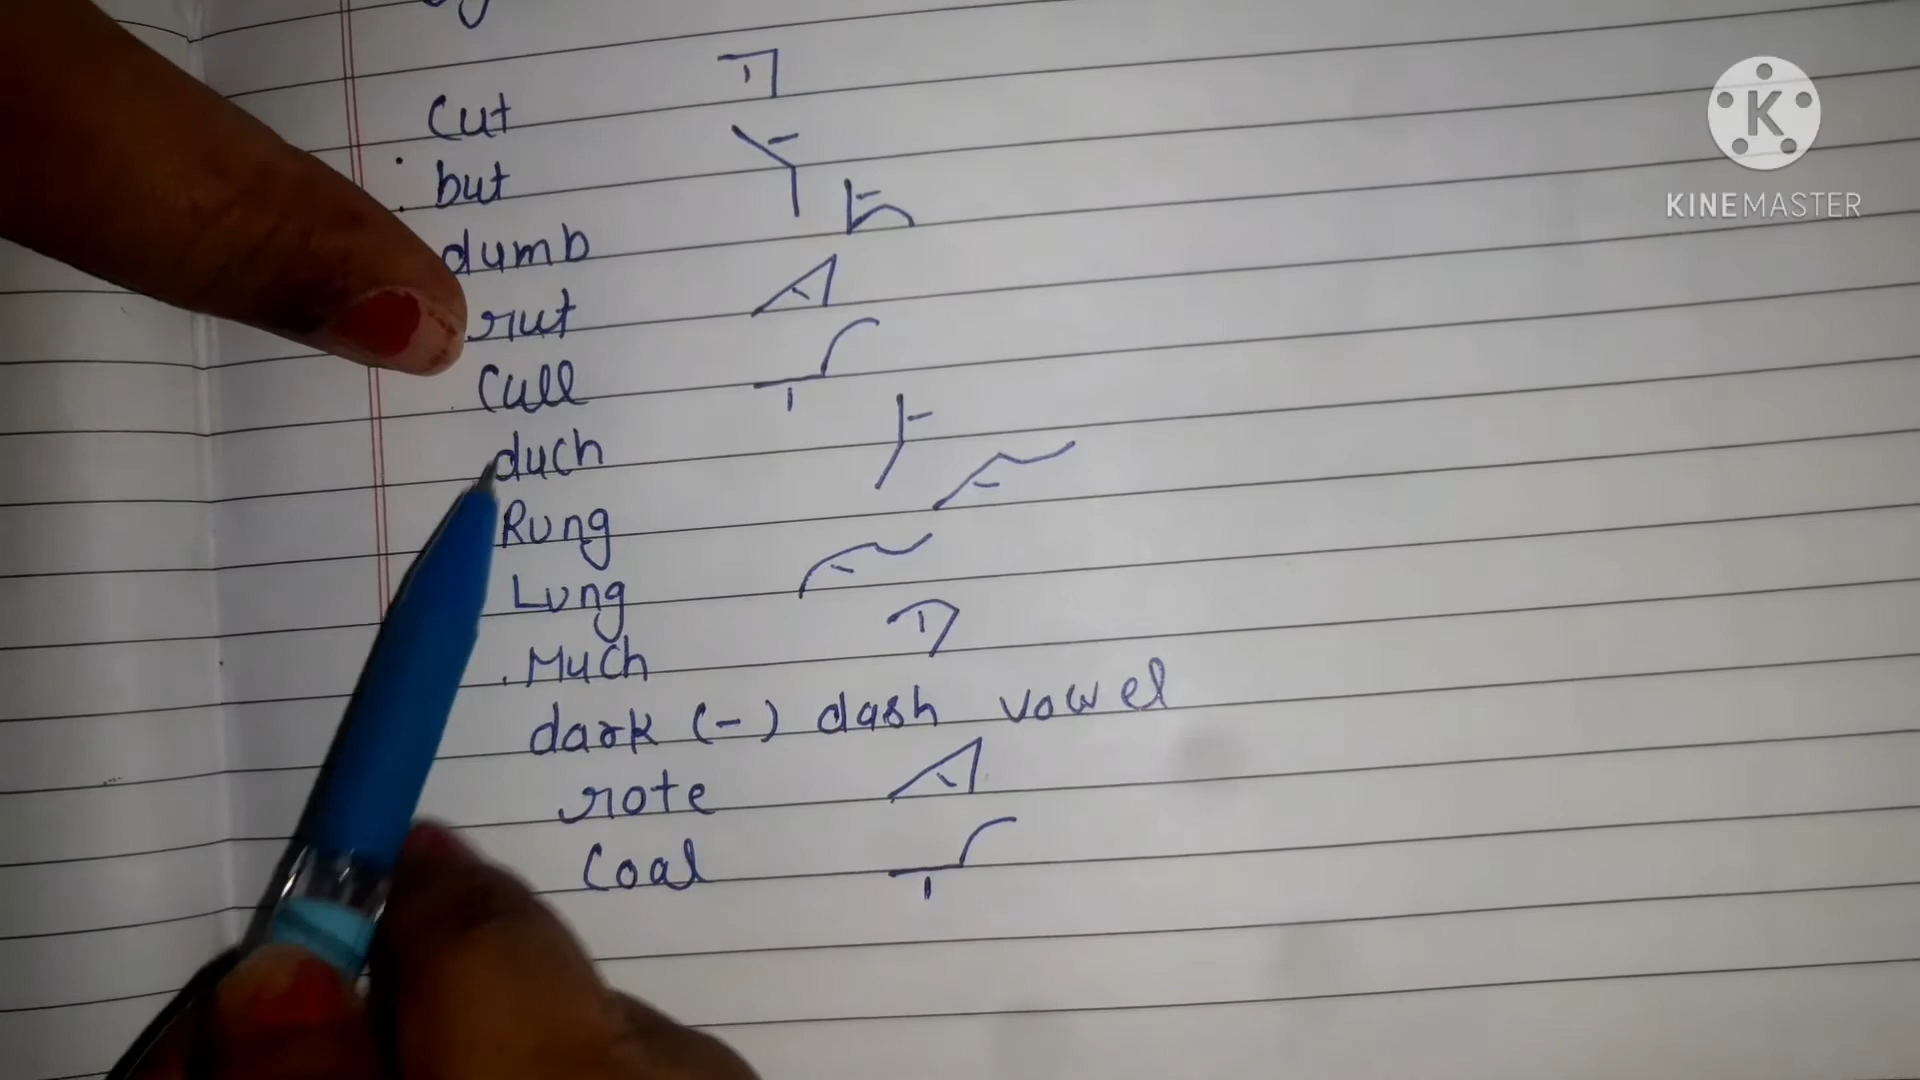 Cut
but
dumb
rut
Cull
duch
Rung
Lung
Much
dark (-) dash vowel
rote
Coal
K
KINEMASTER